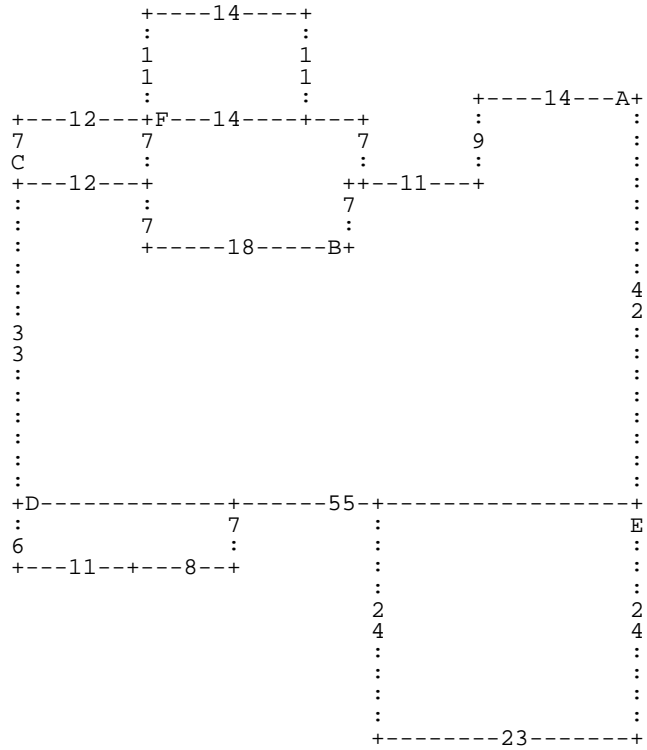 +----14----+
         :          :
         1          1
         1          1
         :          :           +----14---A+
+---12---+F---14----+---+       :          :
7        7              7       9          :
C        :              :       :          :
+---12---+             ++--11---+          :
:        :             7                   :
:        7             :                   :
:        +-----18-----B+                   :
:                                          :
:                                          4
:                                          2
3                                          :
3                                          :
:                                          :
:                                          :
:                                          :
:                                          :
:                                          :
:                                          :
+D-------------+------55-+-----------------+
:              7         :                 E
6              :         :                 :
+---11--+---8--+         :                 :
                         :                 :
                         2                 2
                         4                 4
                         :                 :
                         :                 :
                         :                 :
                         :                 :
                         +--------23-------+